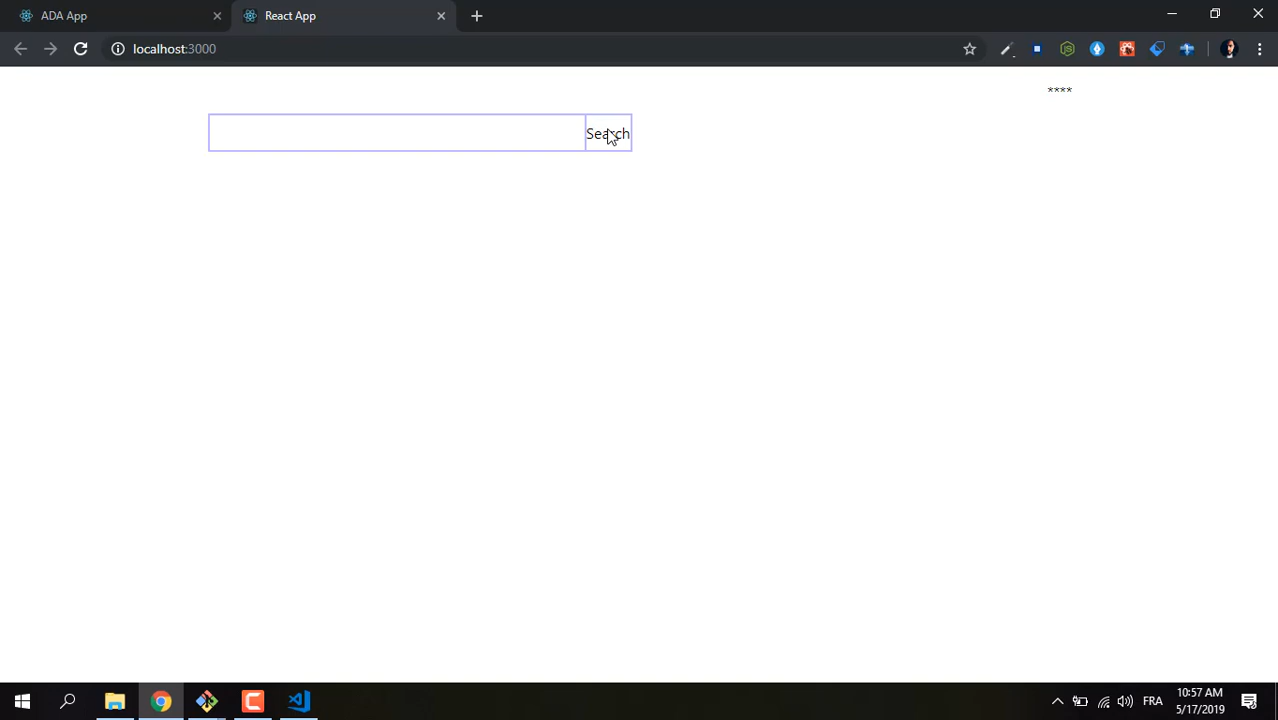 ADA App
React App
localhost:3000
****
Search
FRA
10:57 AM
5/17/2019